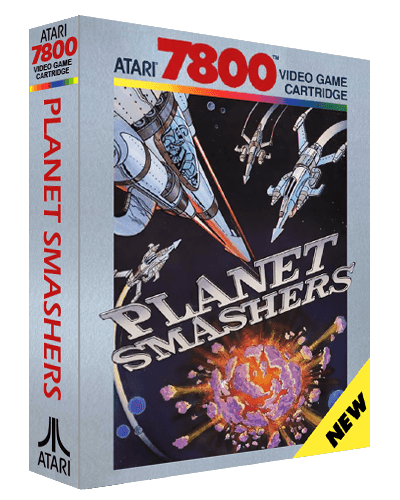 ATARI
7800
VIDEO GAME
CARTRIDGE
PLANET SMASHERS
ATARI
ATARI 7800™ VIDEO GAME
CARTRIDGE
PLANET
SMASHERS
NEW